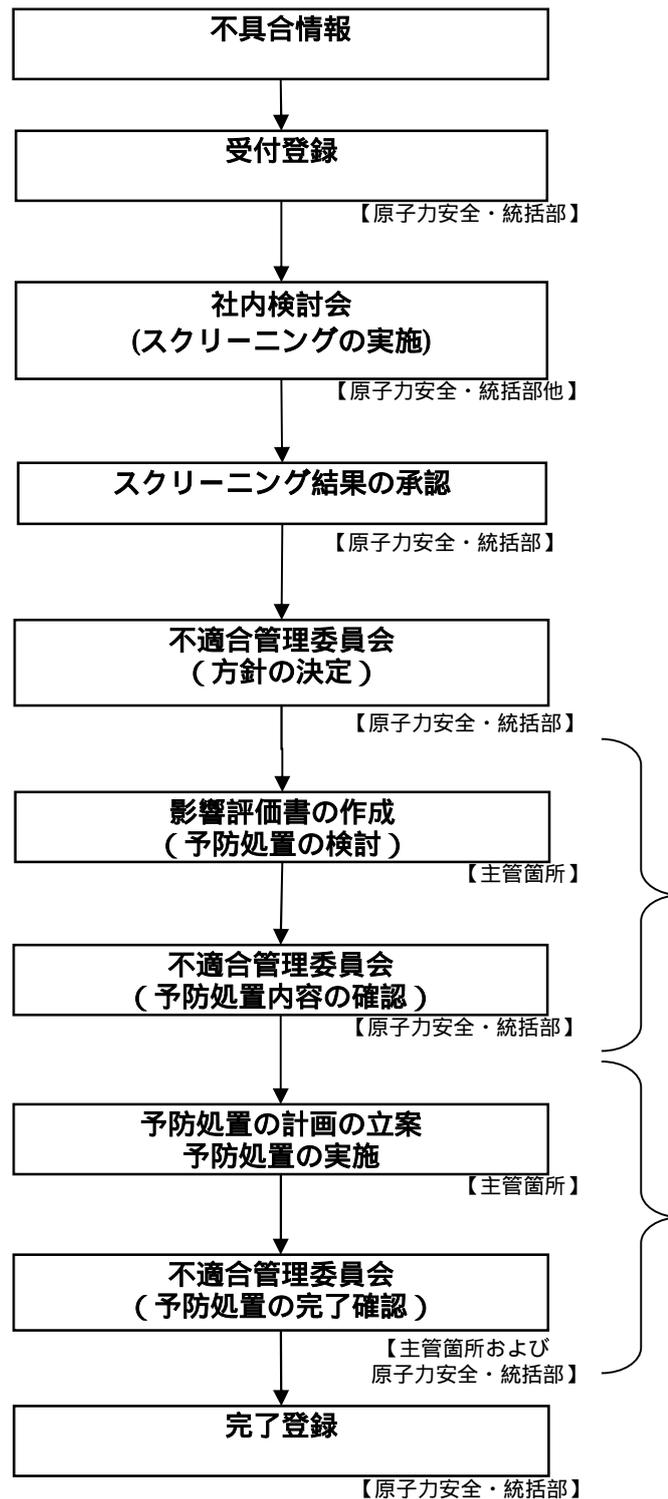 不具合情報
受付登録
【原子力安全・統括部】
社内検討会
(スクリーニングの実施)
【原子力安全・統括部他】
スクリーニング結果の承認
【原子力安全・統括部】
不適合管理委員会
(方針の決定)
【原子力安全・統括部】
影響評価書の作成
(予防処置の検討)
【主管箇所】
不適合管理委員会
(予防処置内容の確認)
【原子力安全・統括部】
予防処置の計画の立案
予防処置の実施
【主管箇所】
不適合管理委員会
(予防処置の完了確認)
【主管箇所および
原子力安全・統括部】
完了登録
【原子力安全・統括部】